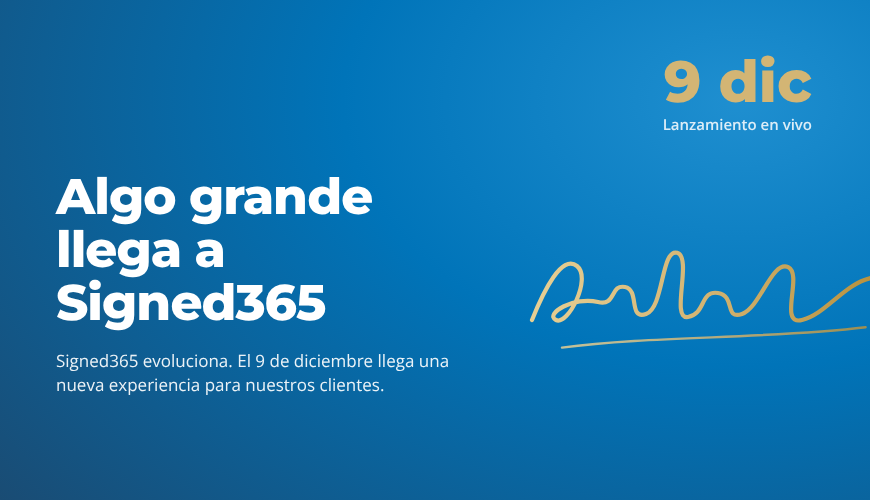 9 dic
Lanzamiento en vivo
Algo grande
llega a
Signed365
Signed365 evoluciona. El 9 de diciembre llega una
nueva experiencia para nuestros clientes.